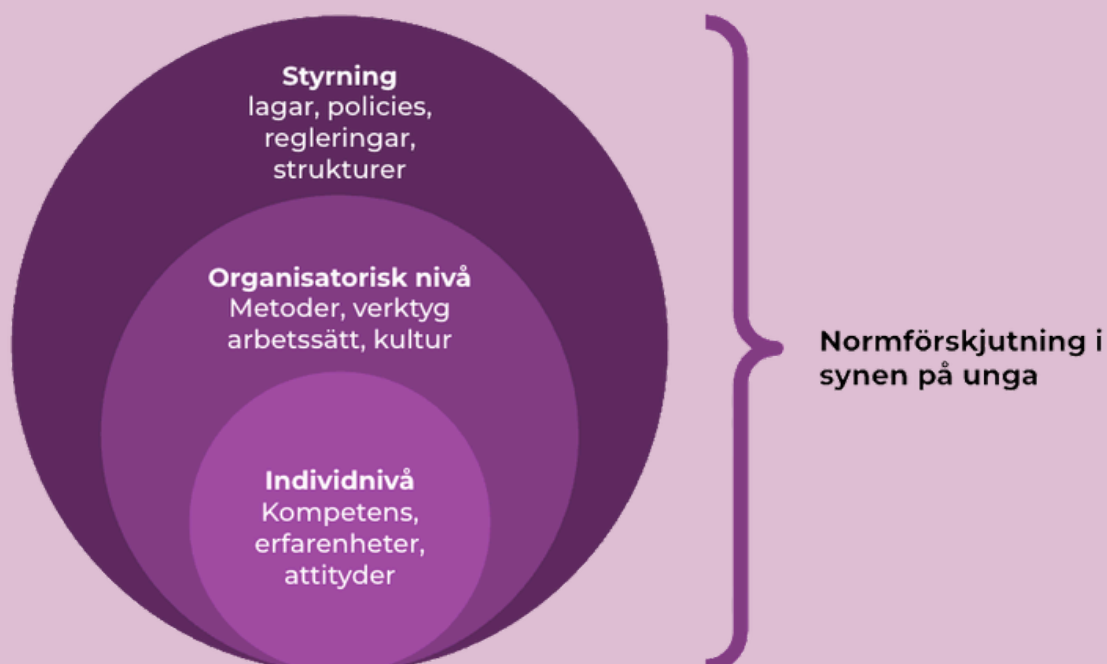 Styrning
lagar, policies,
regleringar,
strukturer
Organisatorisk nivå
Metoder, verktyg
arbetssätt, kultur
Individnivå
Kompetens,
erfarenheter,
attityder
Normförskjutning i
synen på unga